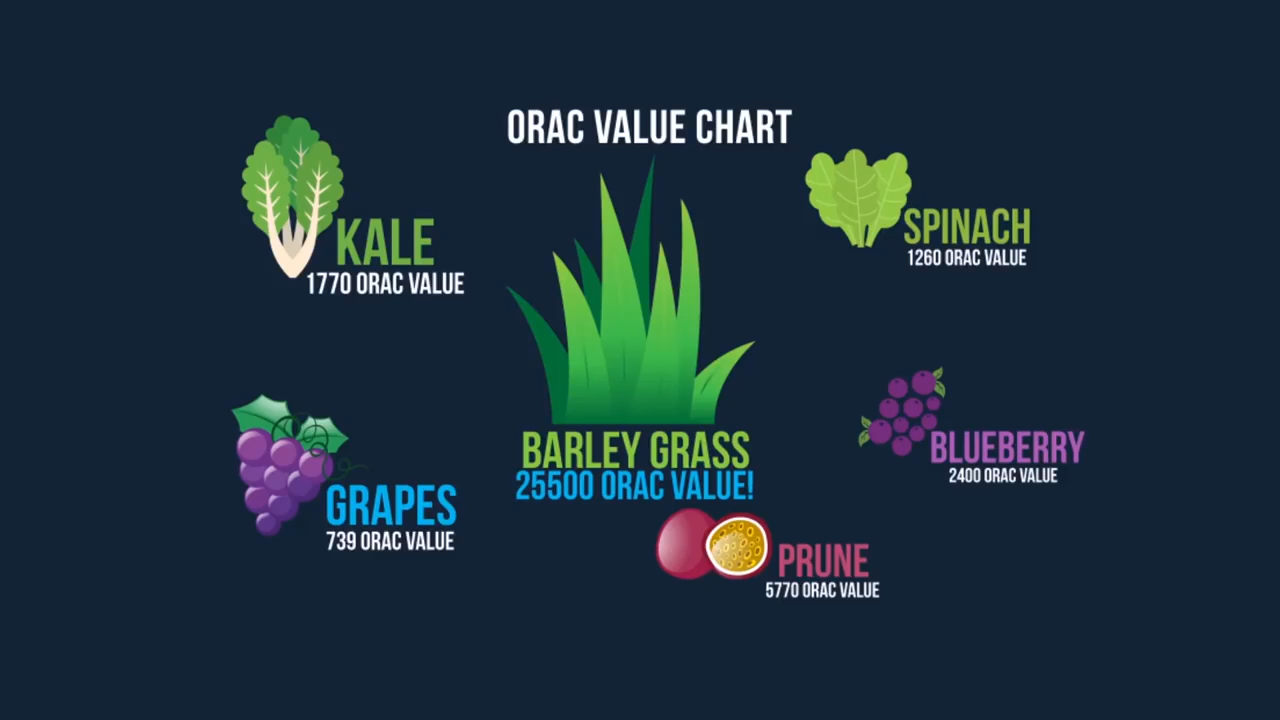 ORAC VALUE CHART
KALE
1770 ORAC VALUE
SPINACH
1260 ORAC VALUE
BARLEY GRASS
25500 ORAC VALUE!
GRAPES
739 ORAC VALUE
BLUEBERRY
2400 ORAC VALUE
PRUNE
5770 ORAC VALUE